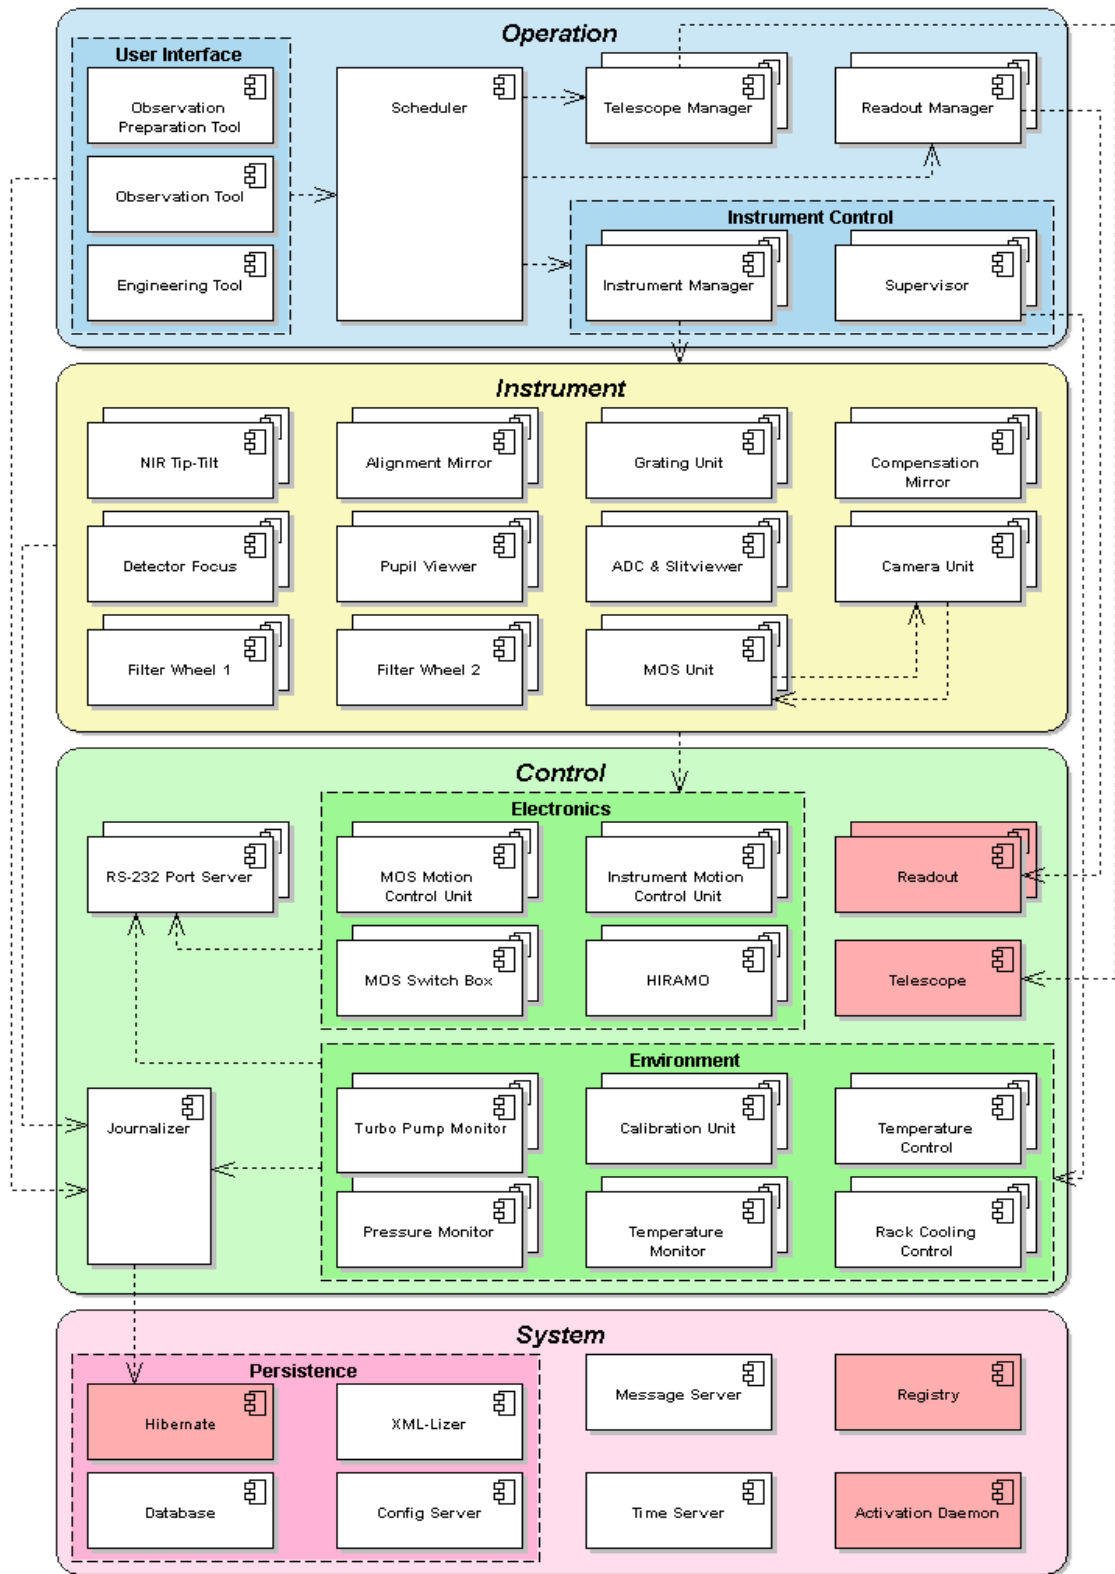 Operation
User Interface
Observation
Preparation Tool
Scheduler
Telescope Manager
Readout Manager
Observation Tool
Instrument Control
Engineering Tool
Instrument Manager
Supervisor
Instrument
NIR Tip-Tilt
Alignment Mirror
Grating Unit
Compensation
Mirror
Detector Focus
Pupil Viewer
ADC & Slitviewer
Camera Unit
Filter Wheel 1
Filter Wheel 2
MOS Unit
Control
Electronics
RS-232 Port Server
MOS Motion
Control Unit
Instrument Motion
Control Unit
Readout
MOS Switch Box
HIRAMO
Telescope
Environment
Journalizer
Turbo Pump Monitor
Calibration Unit
Temperature
Control
Pressure Monitor
Temperature
Monitor
Rack Cooling
Control
System
Persistence
Hibernate
XML-Lizer
Message Server
Registry
Database
Config Server
Time Server
Activation Daemon